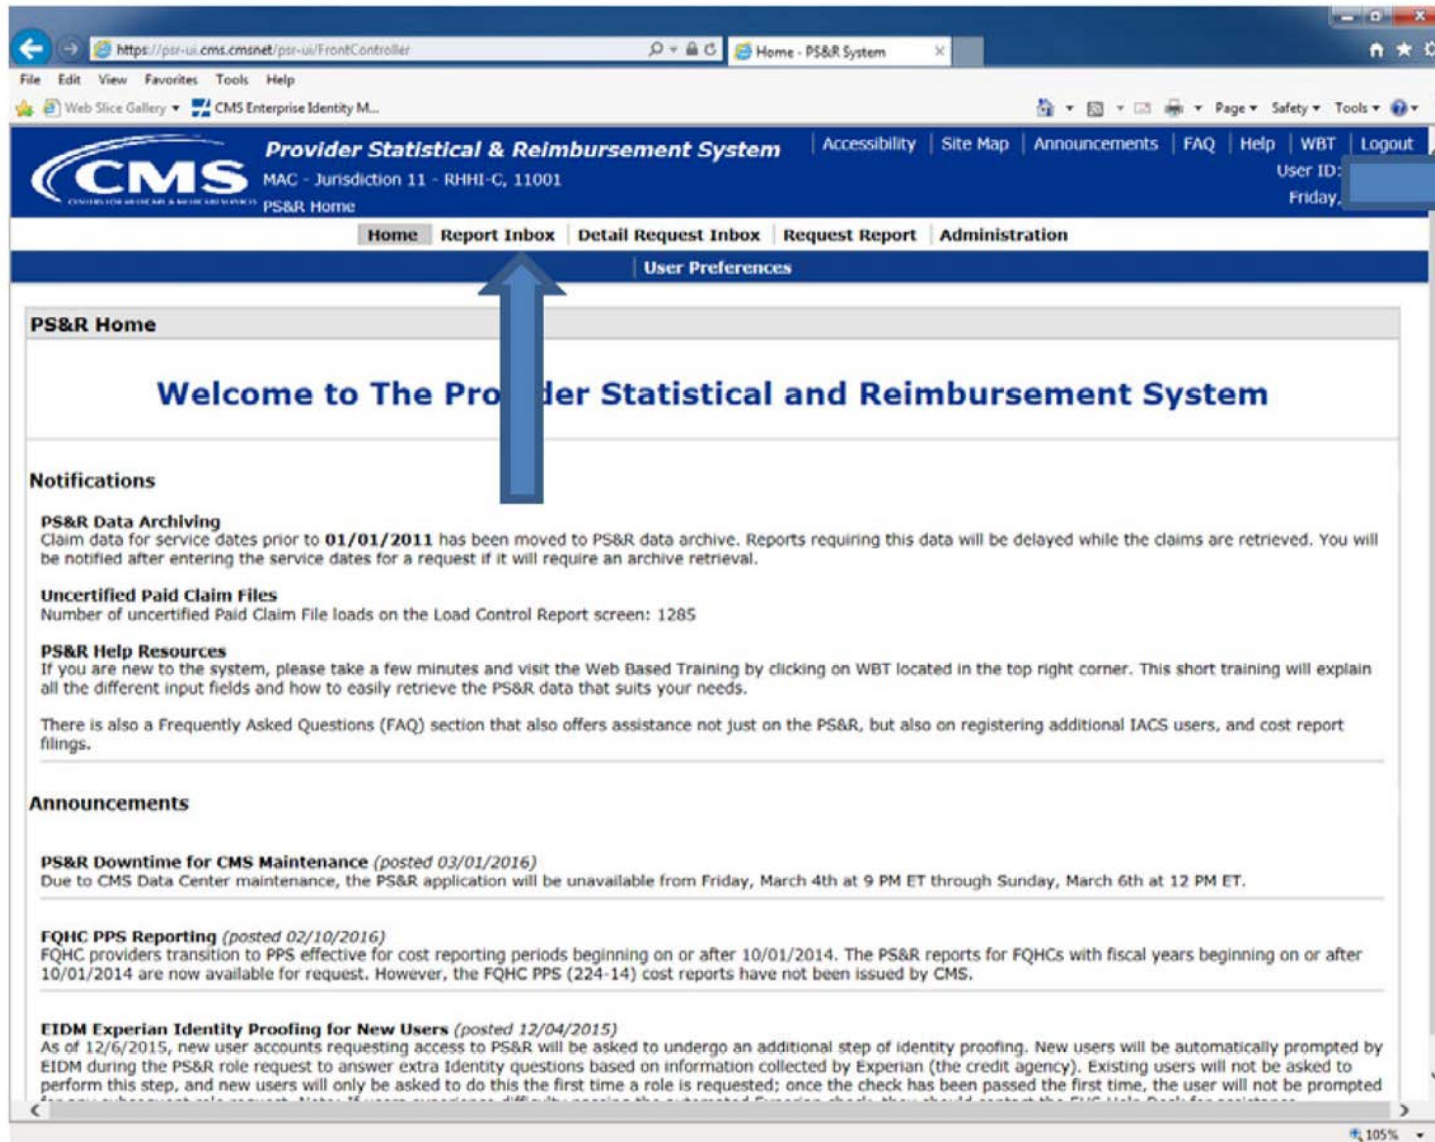 https://psr-ui.cms.cmsnet/psr-ui/FrontController
Home - PS&R System
File Edit View Favorites Tools Help
Web Slice Gallery CMS Enterprise Identity M...
Page Safety Tools
CMS
CENTERS FOR MEDICARE & MEDICAID SERVICES
Provider Statistical & Reimbursement System
MAC - Jurisdiction 11 - RHHI-C, 11001
PS&R Home
Accessibility | Site Map | Announcements | FAQ | Help | WBT | Logout
User ID:
Friday,
Home Report Inbox Detail Request Inbox Request Report Administration
User Preferences
PS&R Home
Welcome to The Pro der Statistical and Reimbursement System
Notifications
PS&R Data Archiving
Claim data for service dates prior to 01/01/2011 has been moved to PS&R data archive. Reports requiring this data will be delayed while the claims are retrieved. You will
be notified after entering the service dates for a request if it will require an archive retrieval.
Uncertified Paid Claim Files
Number of uncertified Paid Claim File loads on the Load Control Report screen: 1285
PS&R Help Resources
If you are new to the system, please take a few minutes and visit the Web Based Training by clicking on WBT located in the top right corner. This short training will explain
all the different input fields and how to easily retrieve the PS&R data that suits your needs.
There is also a Frequently Asked Questions (FAQ) section that also offers assistance not just on the PS&R, but also on registering additional IACS users, and cost report
filings.
Announcements
PS&R Downtime for CMS Maintenance (posted 03/01/2016)
Due to CMS Data Center maintenance, the PS&R application will be unavailable from Friday, March 4th at 9 PM ET through Sunday, March 6th at 12 PM ET.
FQHC PPS Reporting (posted 02/10/2016)
FQHC providers transition to PPS effective for cost reporting periods beginning on or after 10/01/2014. The PS&R reports for FQHCs with fiscal years beginning on or after
10/01/2014 are now available for request. However, the FQHC PPS (224-14) cost reports have not been issued by CMS.
EIDM Experian Identity Proofing for New Users (posted 12/04/2015)
As of 12/6/2015, new user accounts requesting access to PS&R will be asked to undergo an additional step of identity proofing. New users will be automatically prompted by
EIDM during the PS&R role request to answer extra Identity questions based on information collected by Experian (the credit agency). Existing users will not be asked to
perform this step, and new users will only be asked to do this the first time a role is requested; once the check has been passed the first time, the user will not be prompted
105%